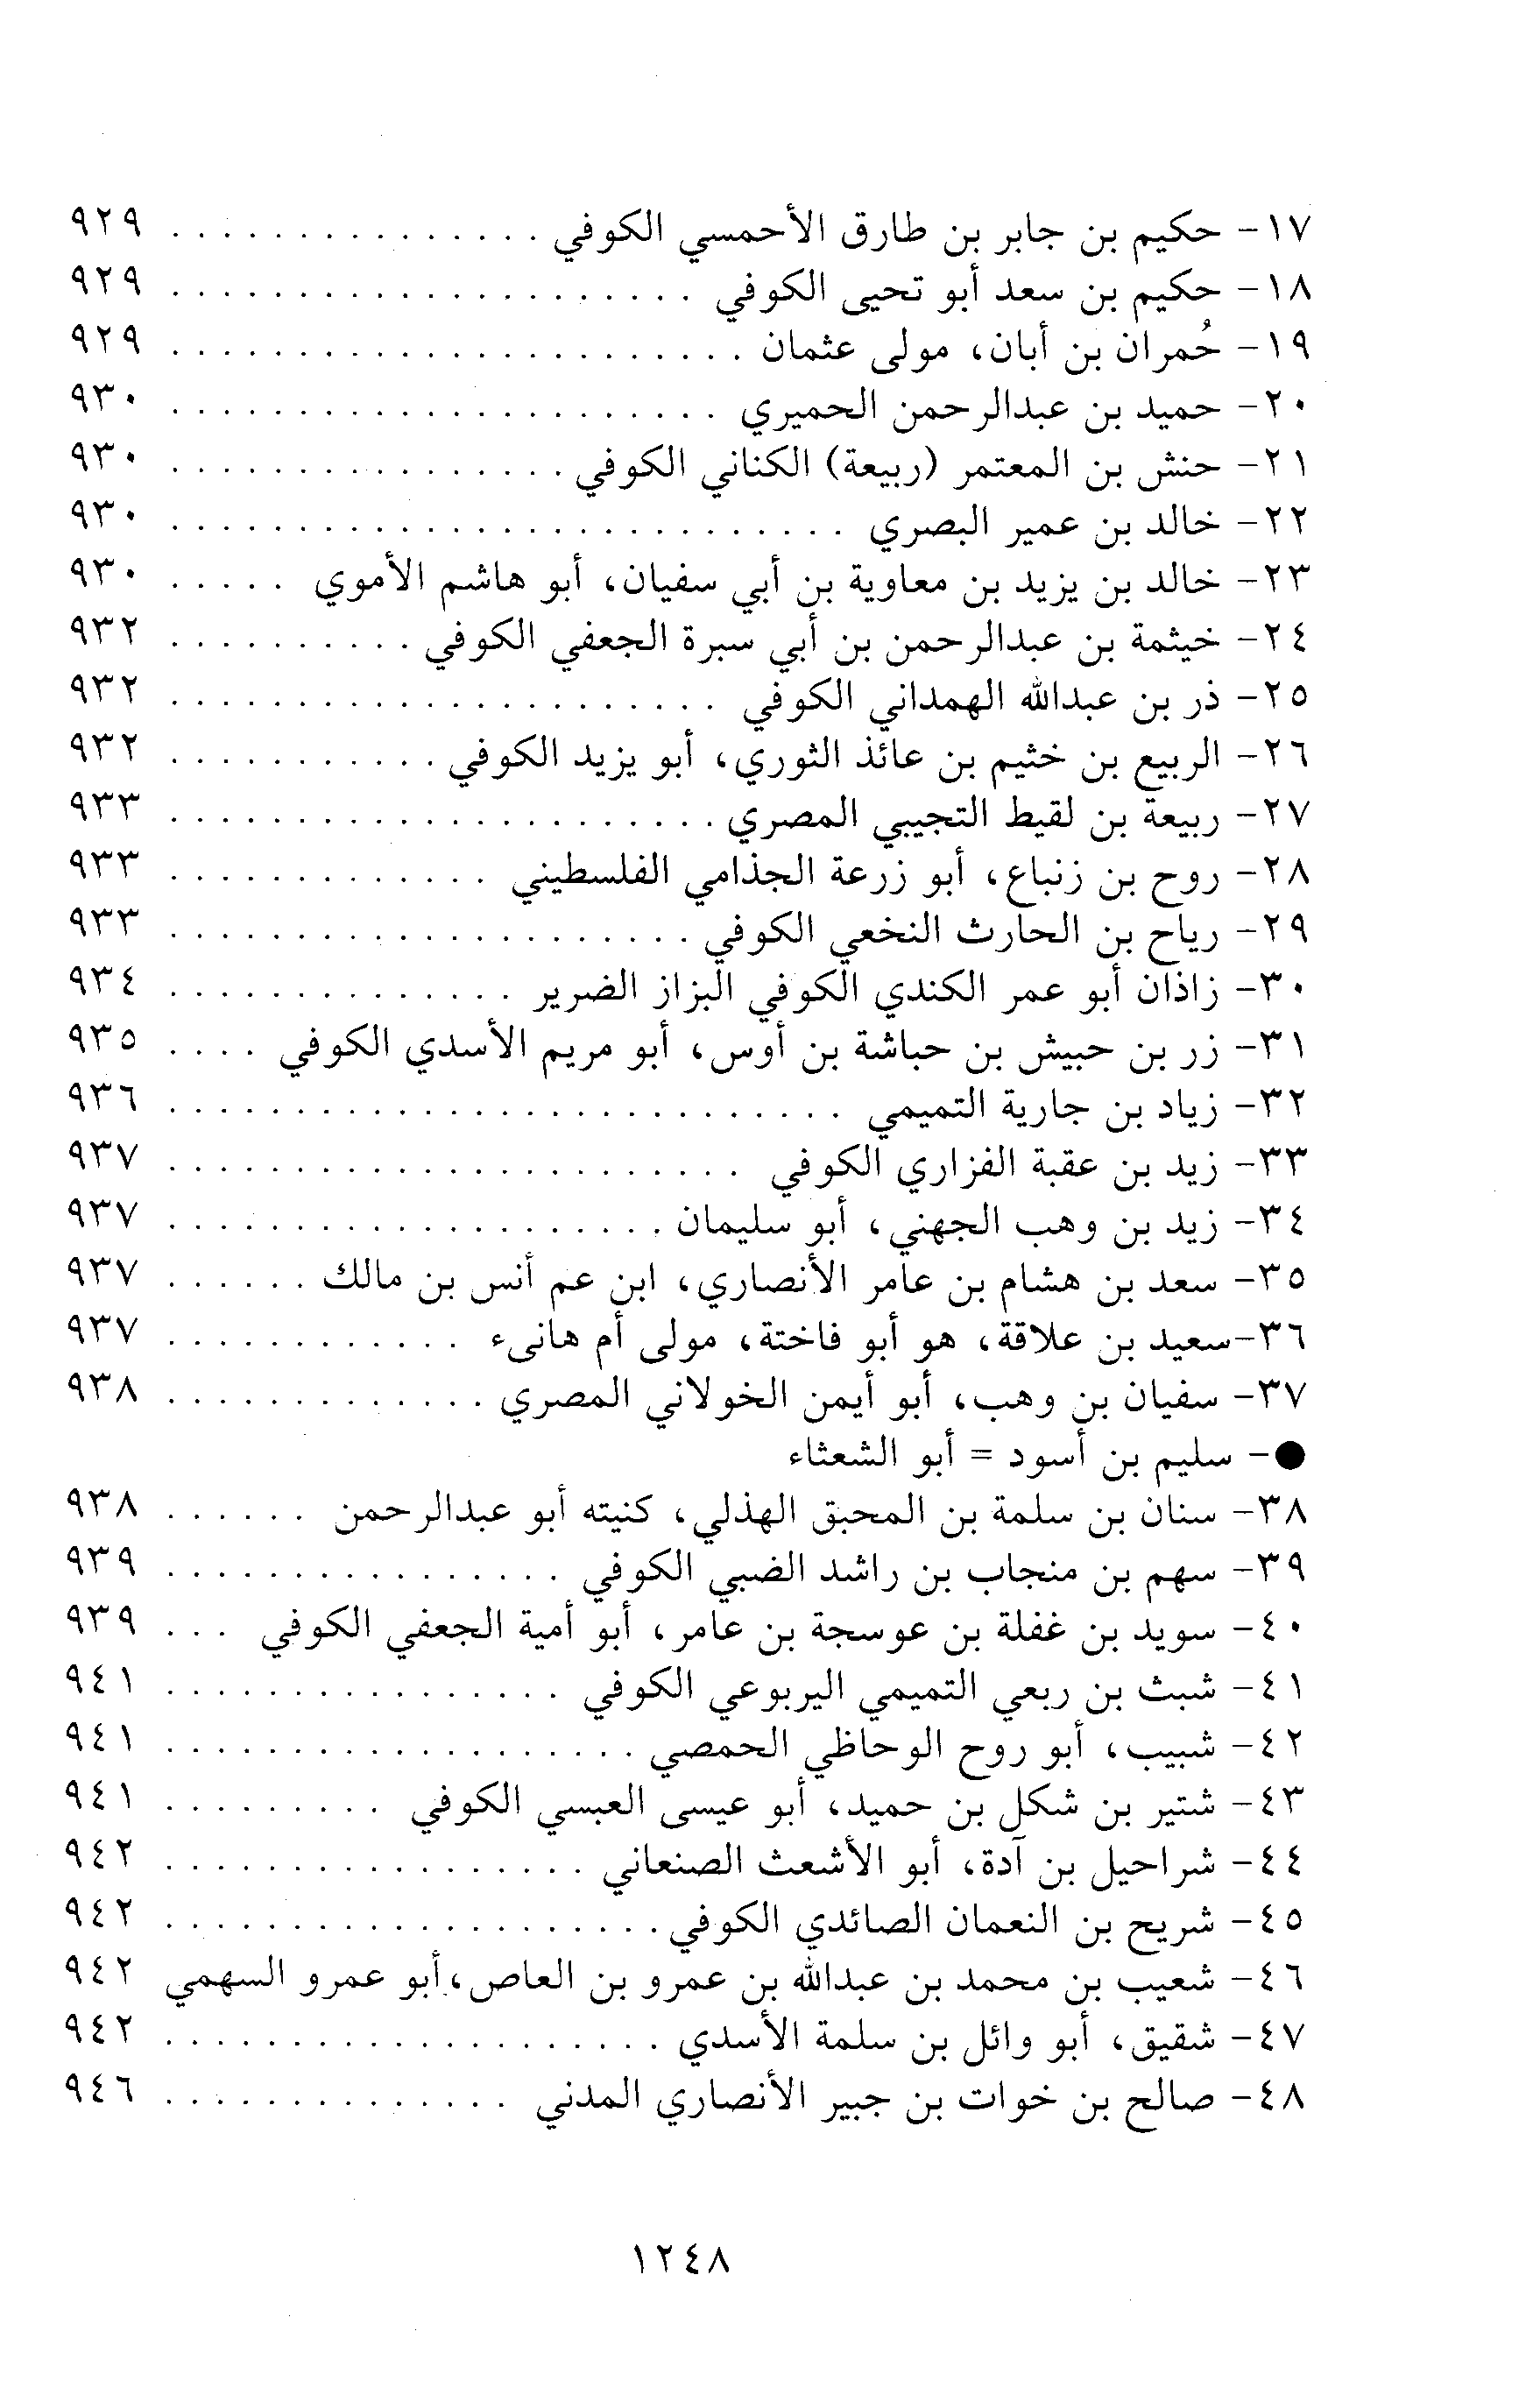 ١٧- حكيم بن جابر بن طارق الأحمسي الكوفي . . . . . . . . . . . . . . . ٩٢٩
١٨- حكيم بن سعد أبو تحيى الكوفي . . . . . . . . . . . . . . . . . . . . . ٩٢٩
١٩- حُمران بن أبان، مولى عثمان . . . . . . . . . . . . . . . . . . . . . . . ٩٢٩
٢٠- حميد بن عبدالرحمن الحميري . . . . . . . . . . . . . . . . . . . . . . ٩٣٠
٢١- حنش بن المعتمر (ربيعة) الكناني الكوفي . . . . . . . . . . . . . . . . ٩٣٠
٢٢- خالد بن عمير البصري . . . . . . . . . . . . . . . . . . . . . . . . . . . ٩٣٠
٢٣- خالد بن يزيد بن معاوية بن أبي سفيان، أبو هاشم الأموي . . . . . ٩٣٠
٢٤- خيثمة بن عبدالرحمن بن أبي سبرة الجعفي الكوفي . . . . . . . . . . ٩٣٢
٢٥- ذر بن عبدالله الهمداني الكوفي . . . . . . . . . . . . . . . . . . . . . . ٩٣٢
٢٦- الربيع بن خثيم بن عائذ الثوري، أبو يزيد الكوفي . . . . . . . . . . . ٩٣٢
٢٧- ربيعة بن لقيط التجيبي المصري . . . . . . . . . . . . . . . . . . . . . . ٩٣٣
٢٨- روح بن زنباع، أبو زرعة الجذامي الفلسطيني . . . . . . . . . . . . . ٩٣٣
٢٩- رياح بن الحارث النخعي الكوفي . . . . . . . . . . . . . . . . . . . . . ٩٣٣
٣٠- زاذان أبو عمر الكندي الكوفي البزاز الضرير . . . . . . . . . . . . . . ٩٣٤
٣١- زر بن حبيش بن حباشة بن أوس، أبو مريم الأسدي الكوفي . . . . ٩٣٥
٣٢- زياد بن جارية التميمي . . . . . . . . . . . . . . . . . . . . . . . . . . . ٩٣٦
٣٣- زيد بن عقبة الفزاري الكوفي . . . . . . . . . . . . . . . . . . . . . . . ٩٣٧
٣٤- زيد بن وهب الجهني، أبو سليمان . . . . . . . . . . . . . . . . . . . . ٩٣٧
٣٥- سعد بن هشام بن عامر الأنصاري، ابن عم أنس بن مالك . . . . . . ٩٣٧
٣٦-سعيد بن علاقة، هو أبو فاختة، مولى أم هانىء . . . . . . . . . . . . ٩٣٧
٣٧- سفيان بن وهب، أبو أيمن الخولاني المصري . . . . . . . . . . . . . ٩٣٨
●- سليم بن أسود = أبو الشعثاء
٣٨- سنان بن سلمة بن المحبق الهذلي، كنيته أبو عبدالرحمن . . . . . . ٩٣٨
٣٩- سهم بن منجاب بن راشد الضبي الكوفي . . . . . . . . . . . . . . . . ٩٣٩
٤٠- سويد بن غفلة بن عوسجة بن عامر، أبو أمية الجعفي الكوفي . . . ٩٣٩
٤١- شبث بن ربعي التميمي اليربوعي الكوفي . . . . . . . . . . . . . . . . ٩٤١
٤٢- شبيب، أبو روح الوحاظي الحمصي . . . . . . . . . . . . . . . . . . . ٩٤١
٤٣- شتير بن شكل بن حميد، أبو عيسى العبسي الكوفي . . . . . . . . . ٩٤١
٤٤- شراحيل بن آدة، أبو الأشعث الصنعاني . . . . . . . . . . . . . . . . . ٩٤٢
٤٥- شريح بن النعمان الصائدي الكوفي . . . . . . . . . . . . . . . . . . . . ٩٤٢
٤٦- شعيب بن محمد بن عبدالله بن عمرو بن العاص،أبو عمرو السهمي ٩٤٢
٤٧- شقيق، أبو وائل بن سلمة الأسدي . . . . . . . . . . . . . . . . . . . . ٩٤٢
٤٨- صالح بن خوات بن جبير الأنصاري المدني . . . . . . . . . . . . . . ٩٤٦
١٢٤٨